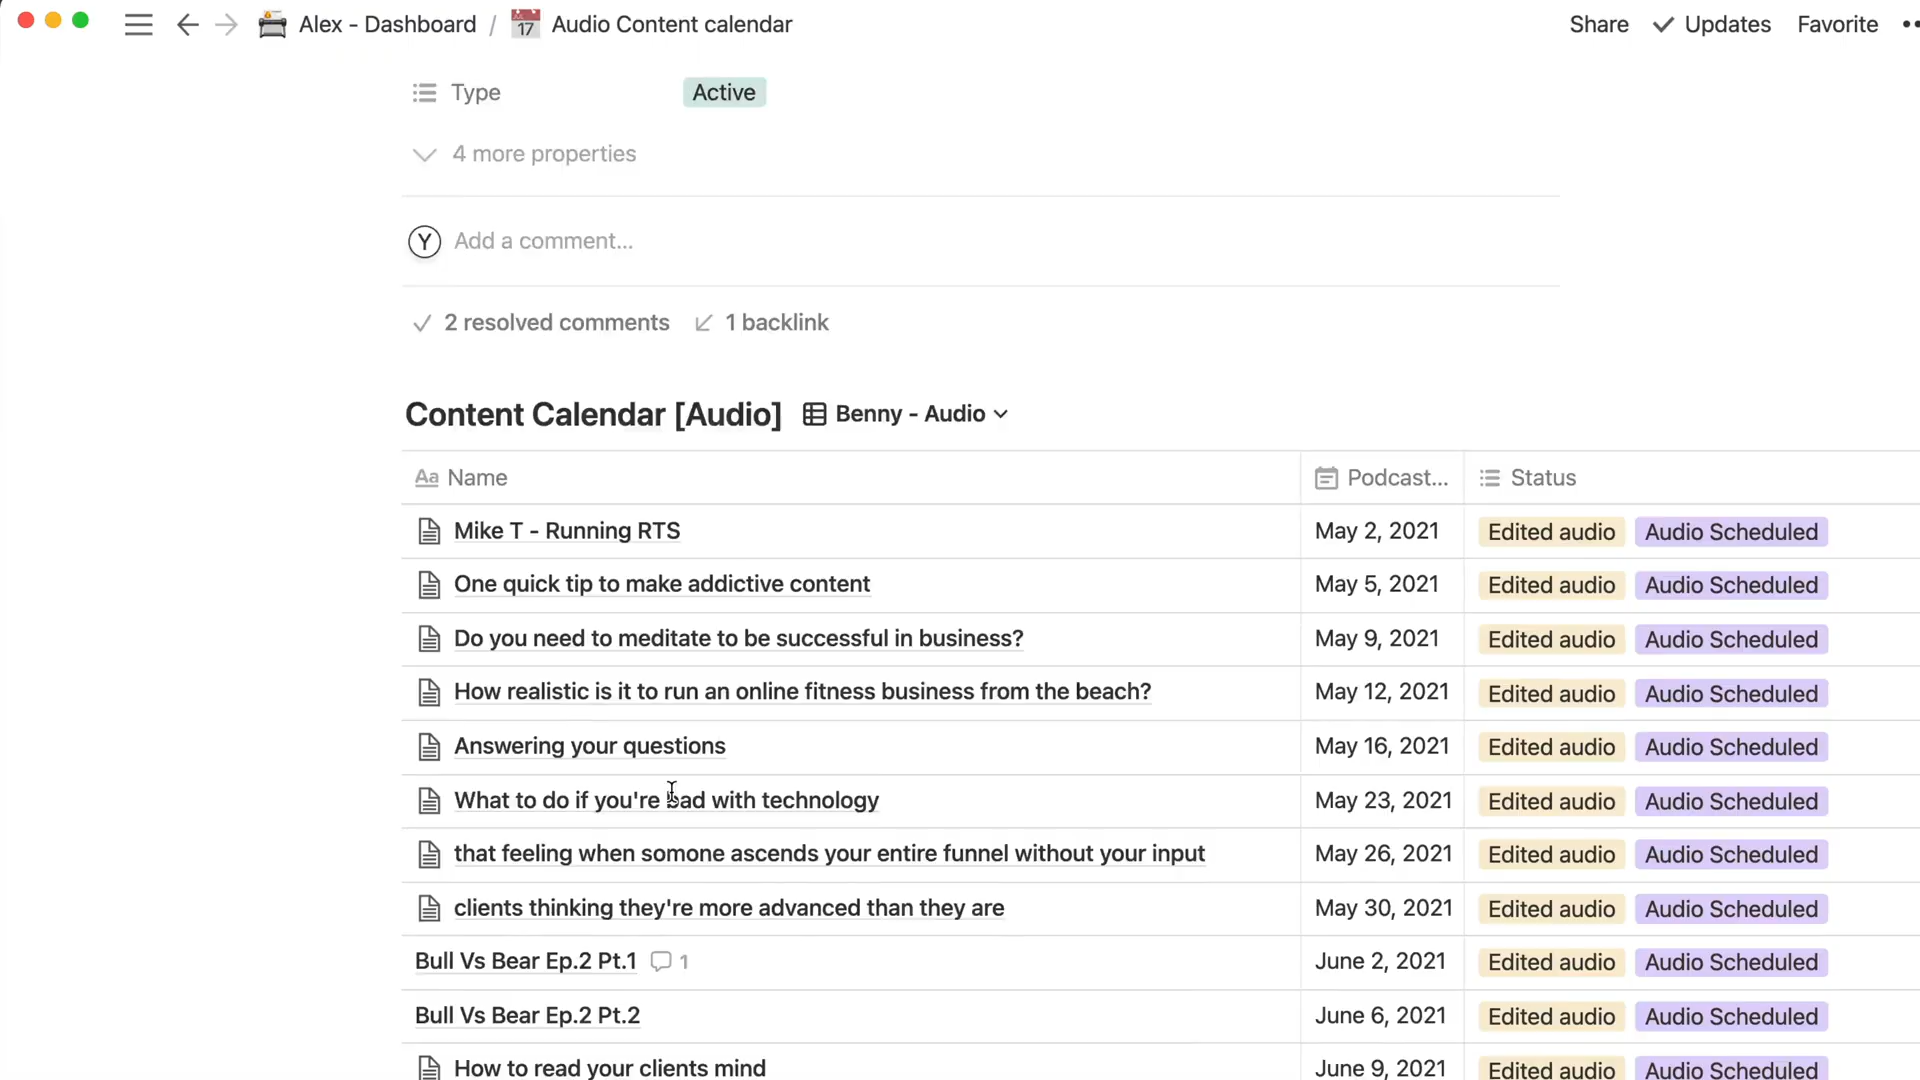 Alex - Dashboard / 17 Audio Content calendar Share Updates Favorite
Type Active
4 more properties
Y Add a comment...
2 resolved comments 1 backlink
Content Calendar [Audio] Benny - Audio
Aa Name Podcast... Status
Mike T - Running RTS May 2, 2021 Edited audio Audio Scheduled
One quick tip to make addictive content May 5, 2021 Edited audio Audio Scheduled
Do you need to meditate to be successful in business? May 9, 2021 Edited audio Audio Scheduled
How realistic is it to run an online fitness business from the beach? May 12, 2021 Edited audio Audio Scheduled
Answering your questions May 16, 2021 Edited audio Audio Scheduled
What to do if you're bad with technology May 23, 2021 Edited audio Audio Scheduled
that feeling when somone ascends your entire funnel without your input May 26, 2021 Edited audio Audio Scheduled
clients thinking they're more advanced than they are May 30, 2021 Edited audio Audio Scheduled
Bull Vs Bear Ep.2 Pt.1 1 June 2, 2021 Edited audio Audio Scheduled
Bull Vs Bear Ep.2 Pt.2 June 6, 2021 Edited audio Audio Scheduled
How to read your clients mind June 9, 2021 Edited audio Audio Scheduled